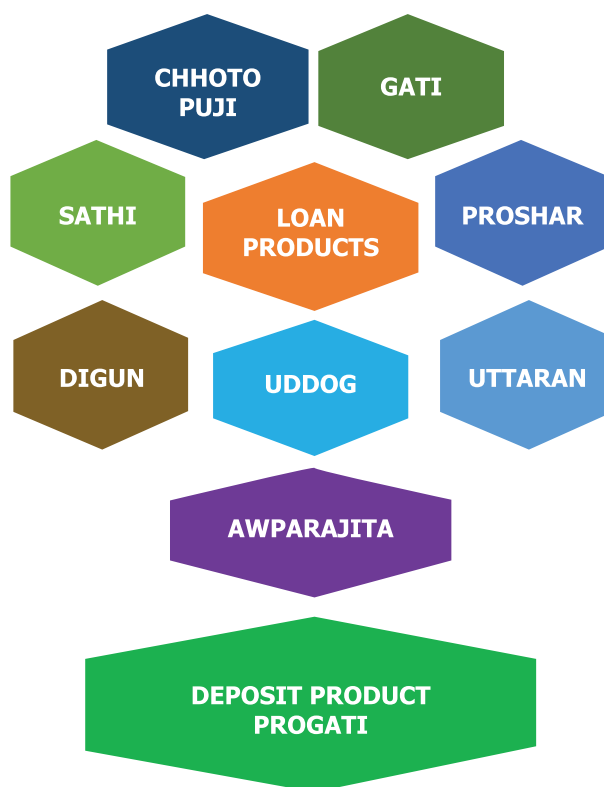 CHHOTO
PUJI
GATI
SATHI
LOAN
PRODUCTS
PROSHAR
DIGUN
UDDOG
UTTARAN
AWPARAJITA
DEPOSIT PRODUCT
PROGATI